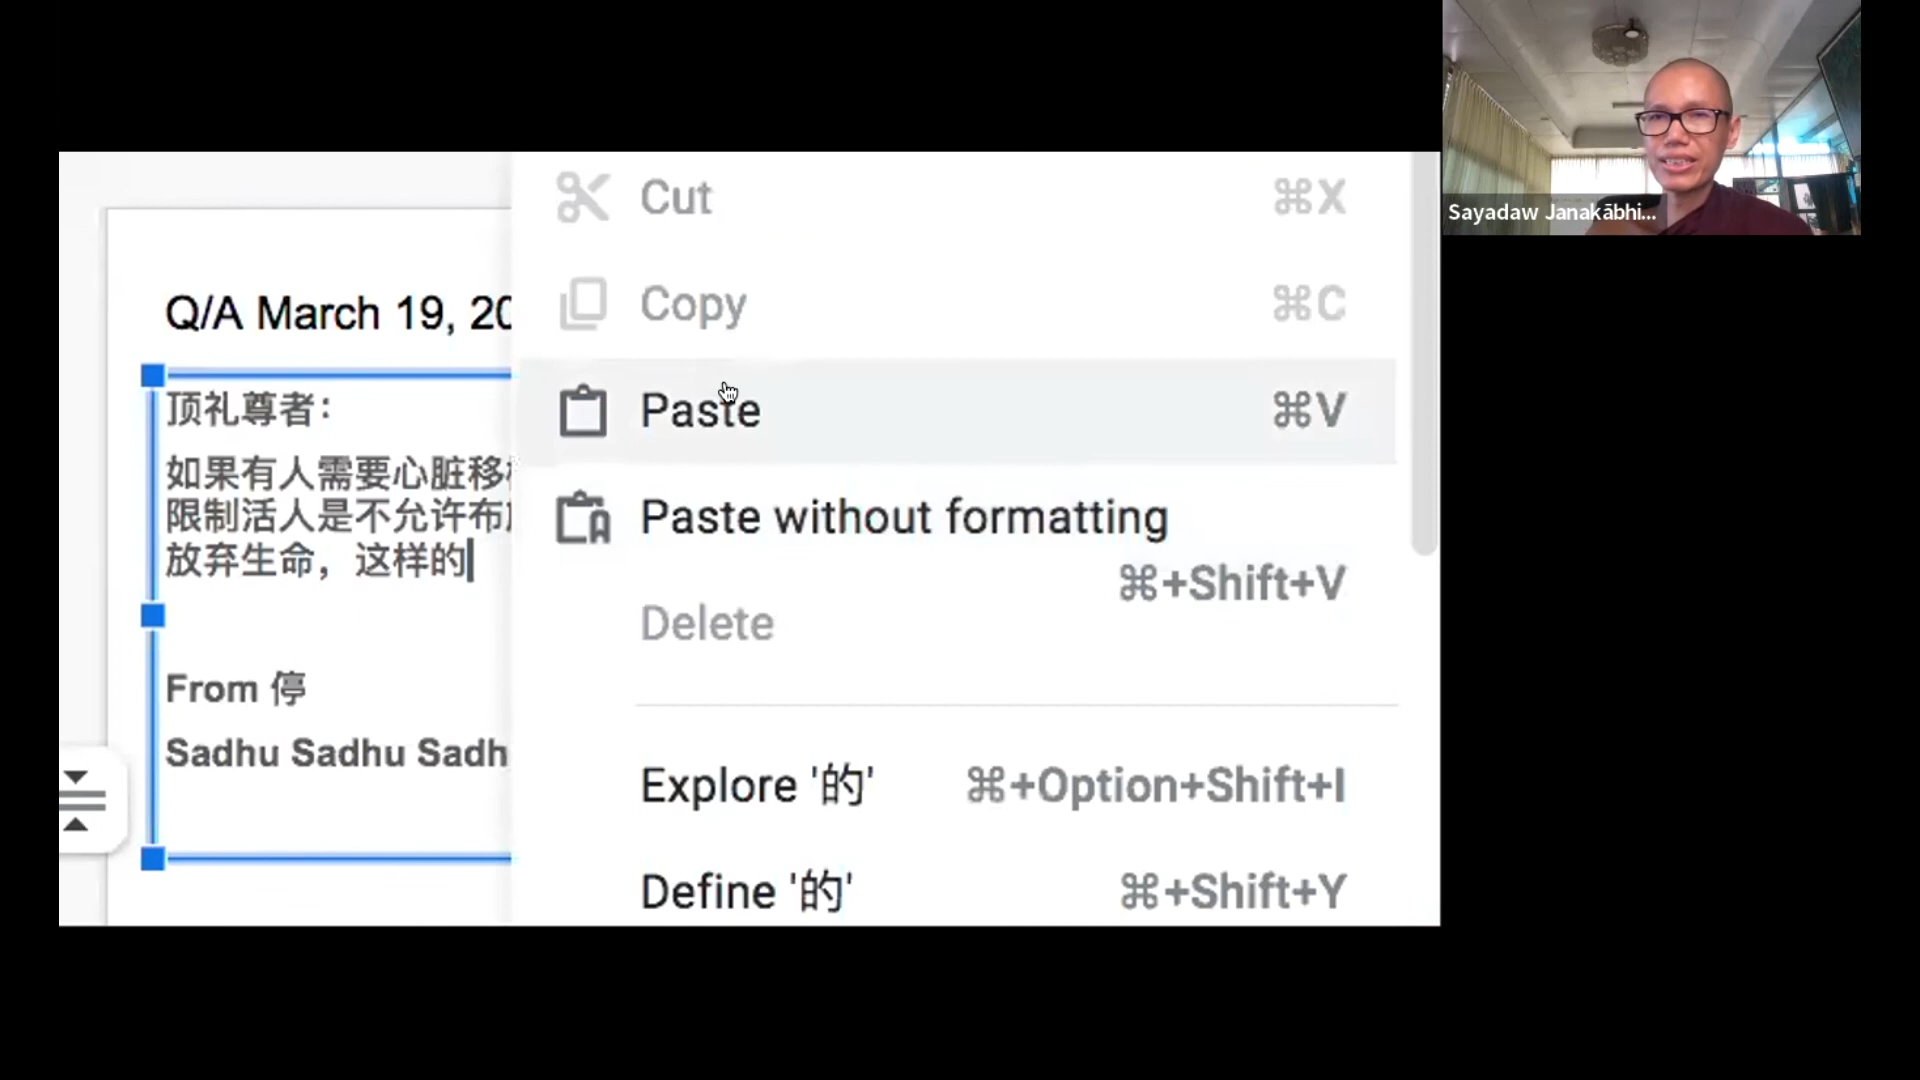 Sayadaw Janakābhi...
Cut ⌘X
Copy ⌘C
Paste ⌘V
Paste without formatting
⌘+Shift+V
Delete
Explore '的' ⌘+Option+Shift+I
Define '的' ⌘+Shift+Y
Q/A March 19, 20
顶礼尊者：
如果有人需要心脏移
限制活人是不允许布
放弃生命，这样的
From 停
Sadhu Sadhu Sadh